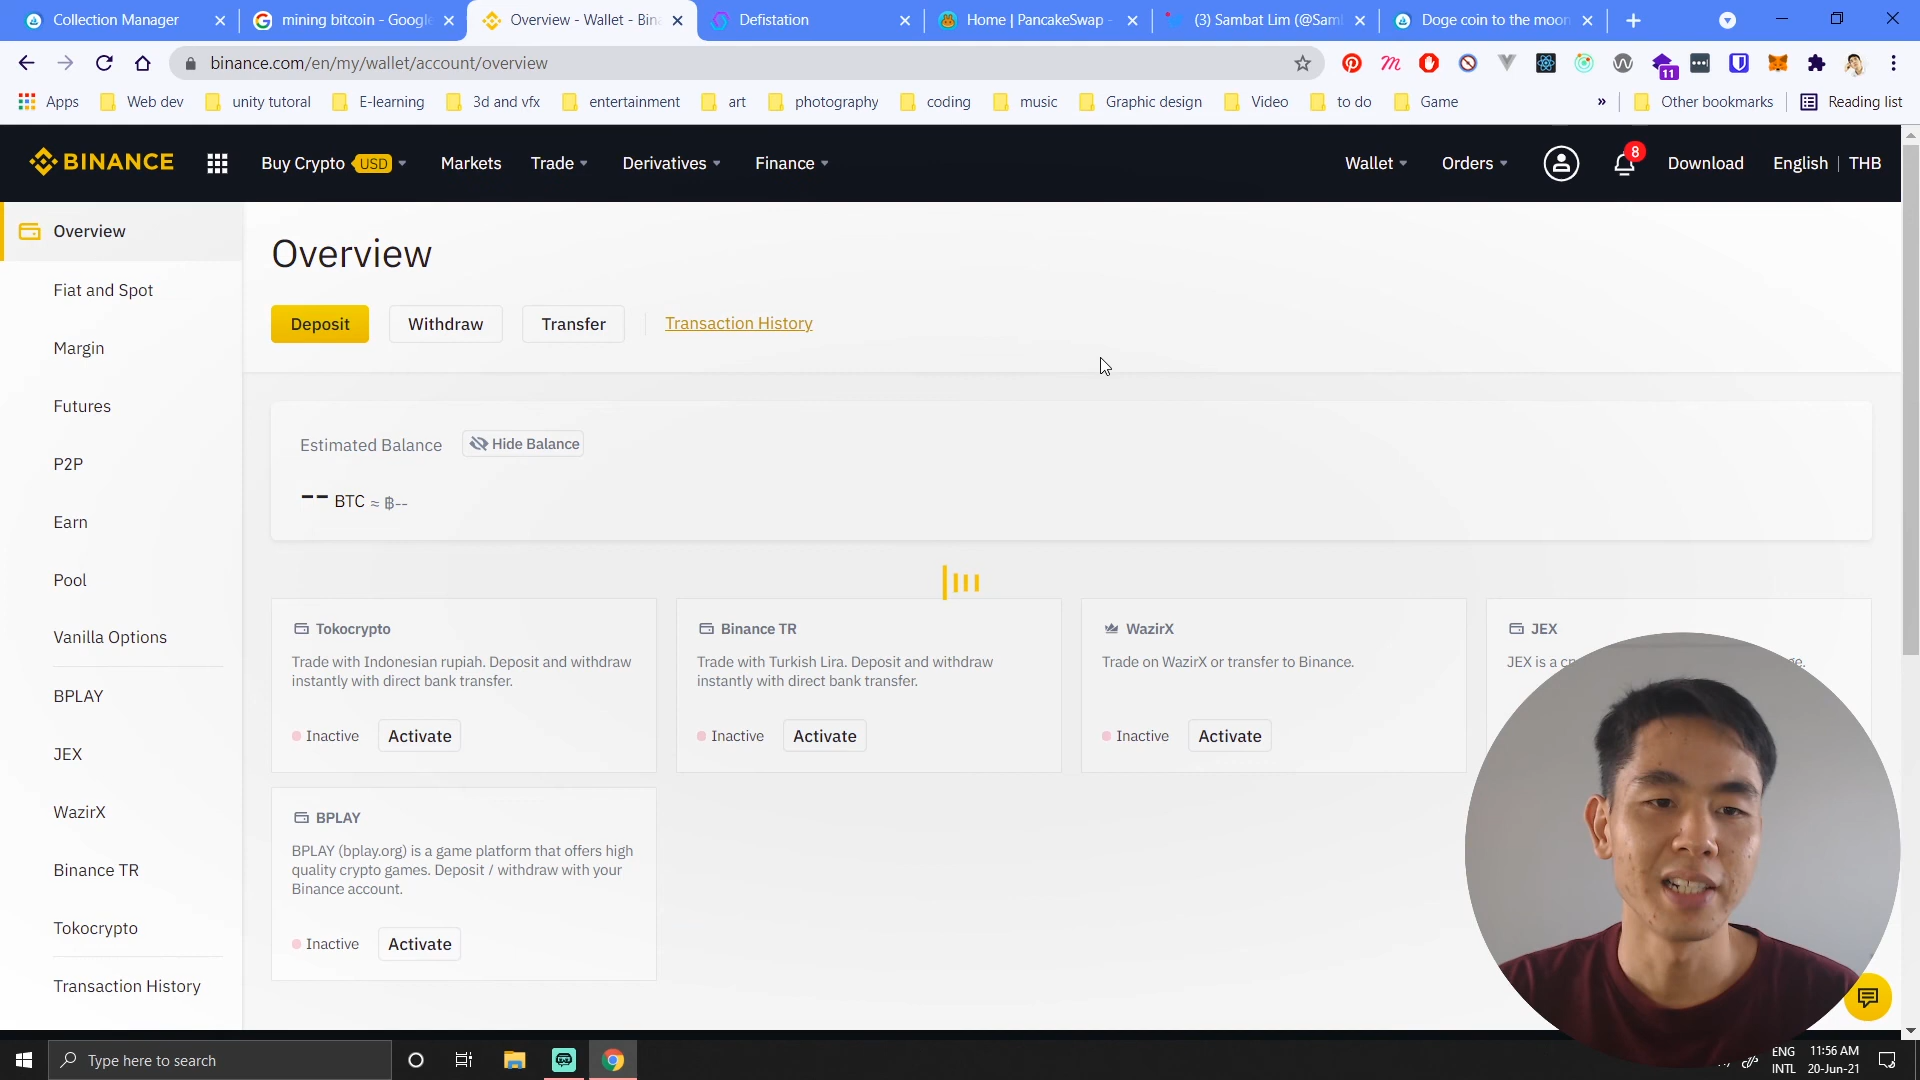 Collection Manager
mining bitcoin - Google
Overview - Wallet - Bin
Defistation
Home | PancakeSwap -
(3) Sambat Lim (@Sam
Doge coin to the moon
binance.com/en/my/wallet/account/overview
11
Apps
Web dev
unity tutoral
E-learning
3d and vfx
entertainment
art
photography
coding
music
Graphic design
Video
to do
Game
»
Other bookmarks
Reading list
BINANCE
Buy Crypto USD
Markets
Trade
Derivatives
Finance
Wallet
Orders
8
Download
English | THB
Overview
Fiat and Spot
Margin
Futures
P2P
Earn
Pool
Vanilla Options
BPLAY
JEX
WazirX
Binance TR
Tokocrypto
Transaction History
Overview
Deposit
Withdraw
Transfer
Transaction History
Estimated Balance
Hide Balance
-- BTC ≈ ฿--
Tokocrypto
Trade with Indonesian rupiah. Deposit and withdraw
instantly with direct bank transfer.
Inactive
Activate
Binance TR
Trade with Turkish Lira. Deposit and withdraw
instantly with direct bank transfer.
Inactive
Activate
WazirX
Trade on WazirX or transfer to Binance.
Inactive
Activate
JEX
JEX is a
BPLAY
BPLAY (bplay.org) is a game platform that offers high
quality crypto games. Deposit / withdraw with your
Binance account.
Inactive
Activate
Type here to search
ENG
INTL
11:56 AM
20-Jun-21